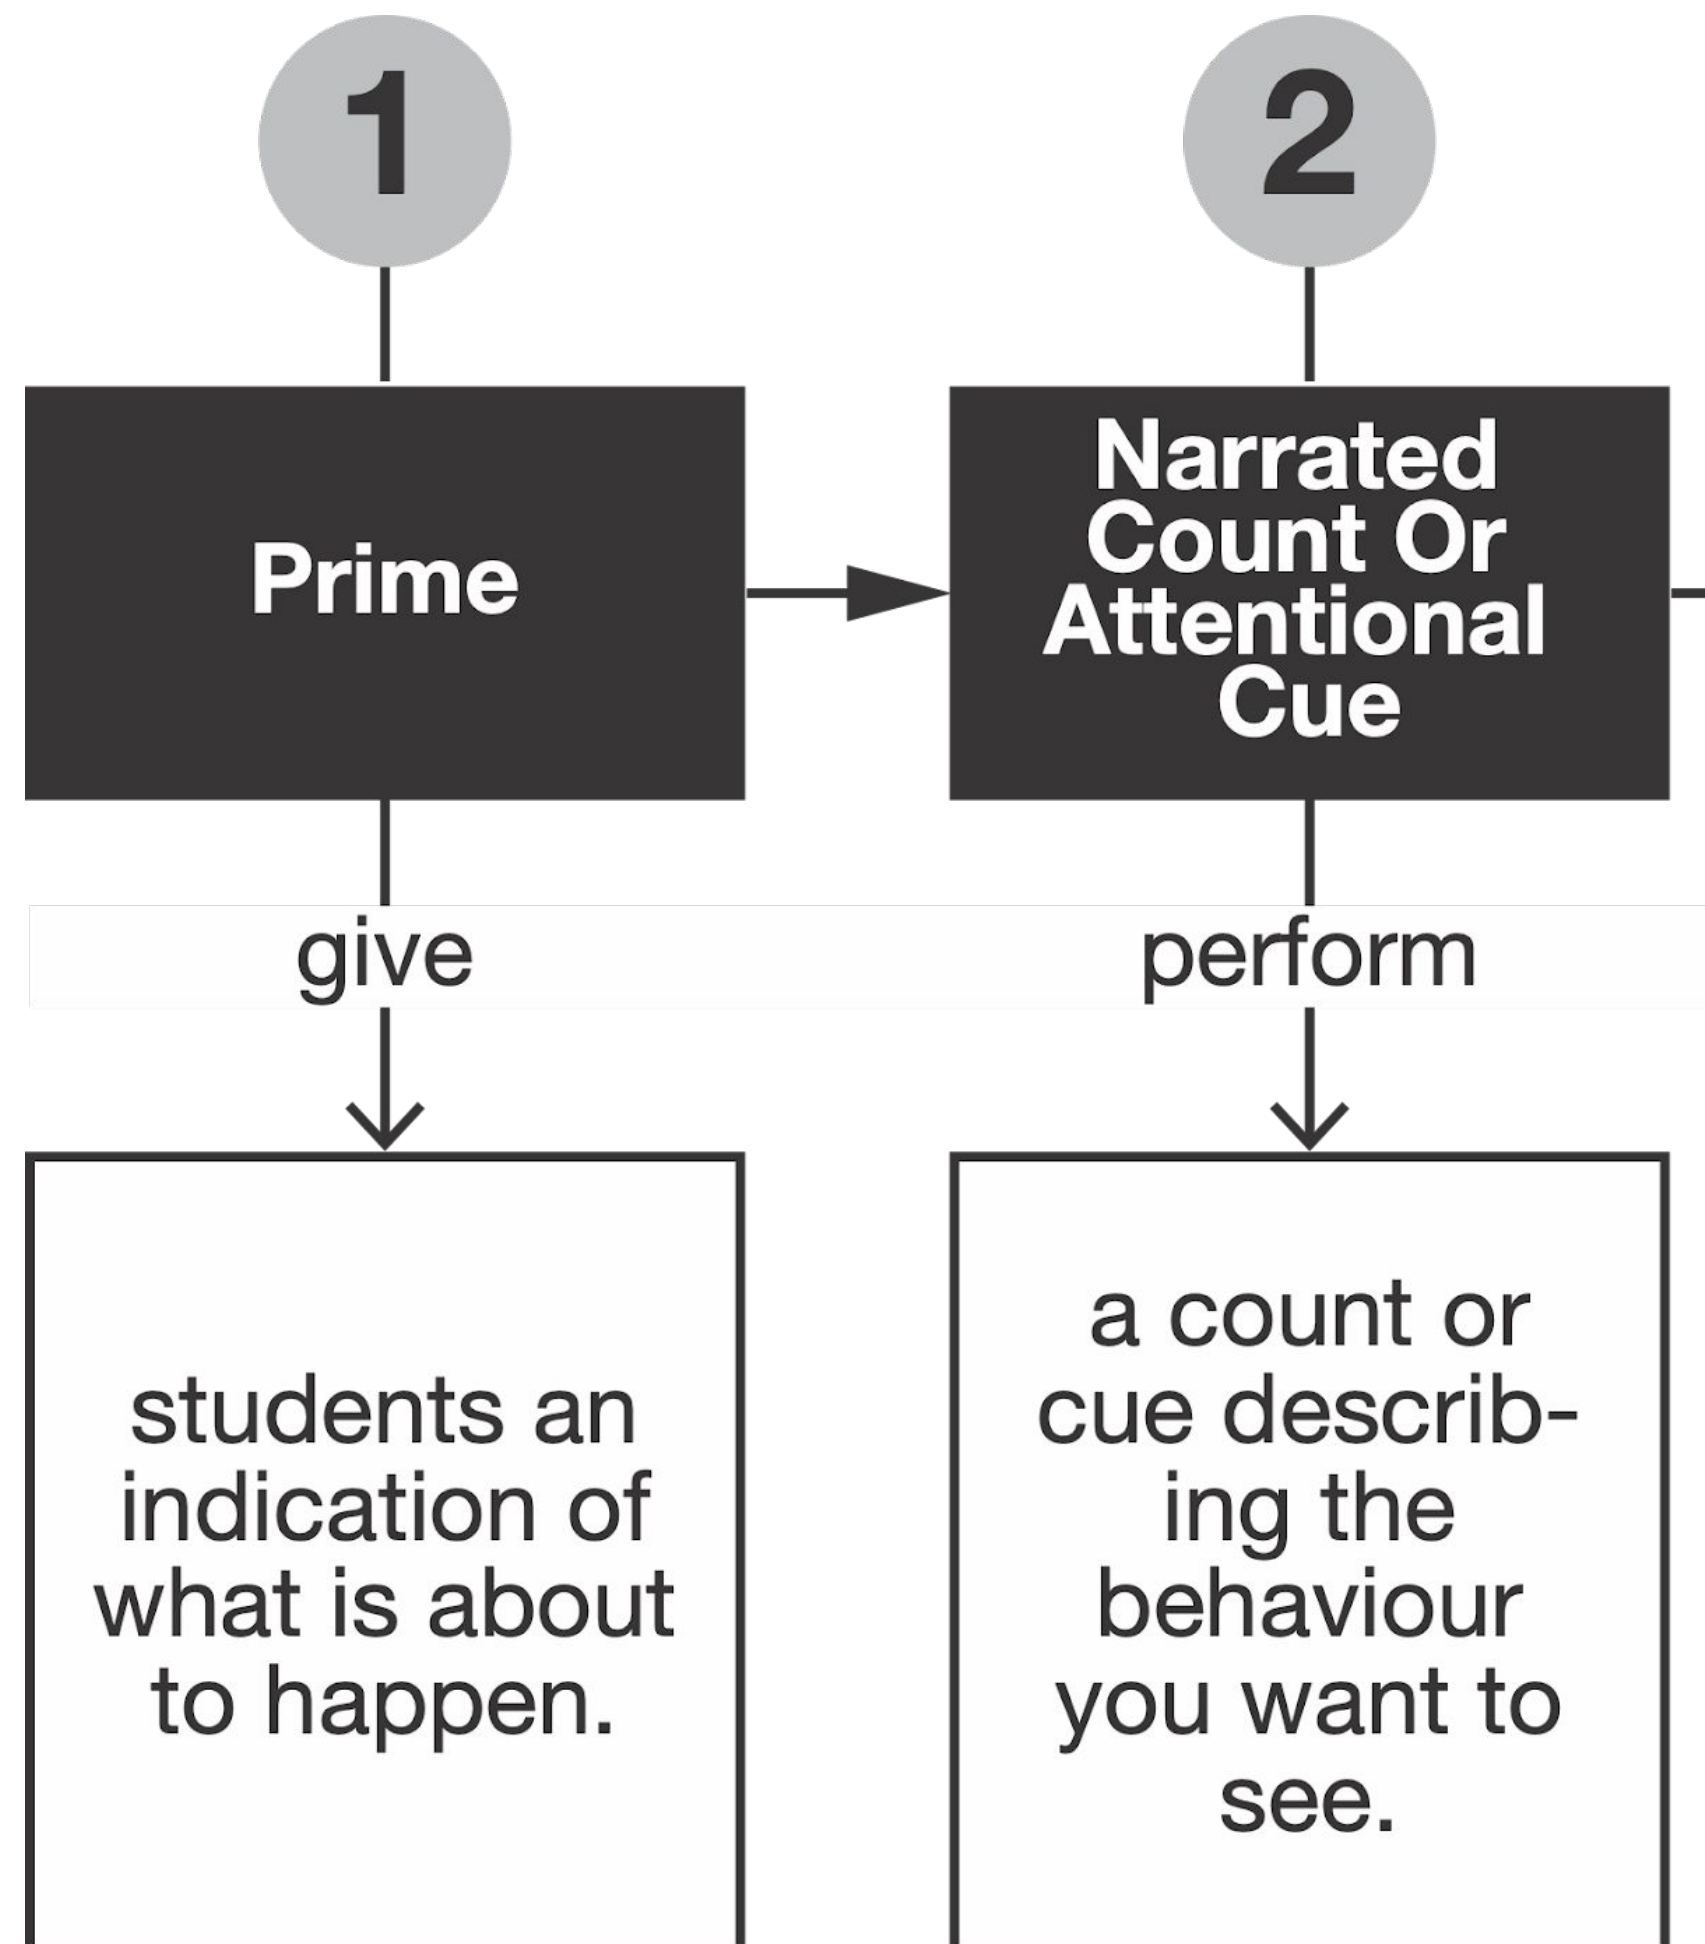 1
Prime
give
students an
indication of
what is about
to happen.
2
Narrated
Count Or
Attentional
Cue
perform
a count or
cue describ-
ing the
behaviour
you want to
see.